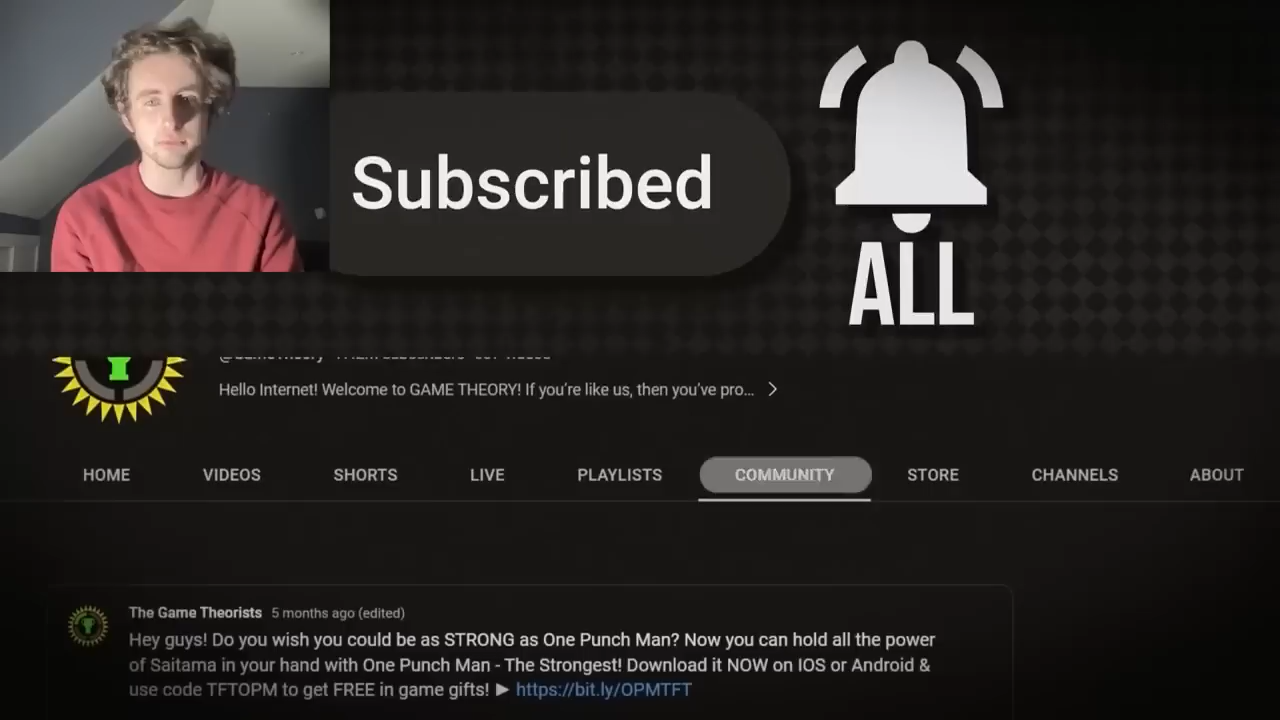 Subscribed
ALL
Hello Internet! Welcome to GAME THEORY! If you're like us, then you've pro...
HOME VIDEOS SHORTS LIVE PLAYLISTS COMMUNITY STORE CHANNELS ABOUT
The Game Theorists 5 months ago (edited)
Hey guys! Do you wish you could be as STRONG as One Punch Man? Now you can hold all the power
of Saitama in your hand with One Punch Man - The Strongest! Download it NOW on IOS or Android &
use code TFTOPM to get FREE in game gifts! ► https://bit.ly/OPMTFT